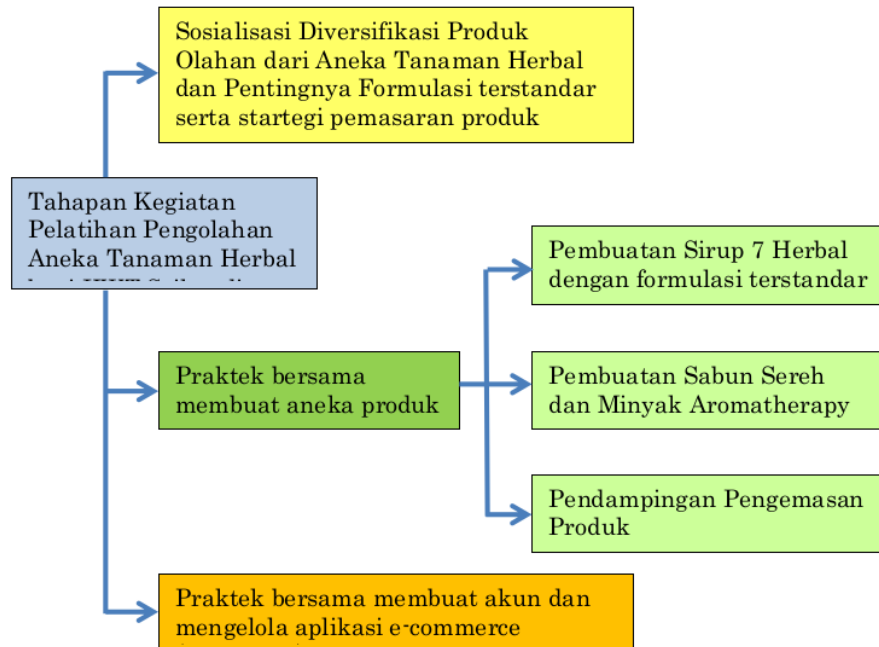 Sosialisasi Diversifikasi Produk
Olahan dari Aneka Tanaman Herbal
dan Pentingnya Formulasi terstandar
serta startegi pemasaran produk
Tahapan Kegiatan
Pelatihan Pengolahan
Aneka Tanaman Herbal
Praktek bersama
membuat aneka produk
Pembuatan Sirup 7 Herbal
dengan formulasi terstandar
Pembuatan Sabun Sereh
dan Minyak Aromatherapy
Pendampingan Pengemasan
Produk
Praktek bersama membuat akun dan
mengelola aplikasi e-commerce